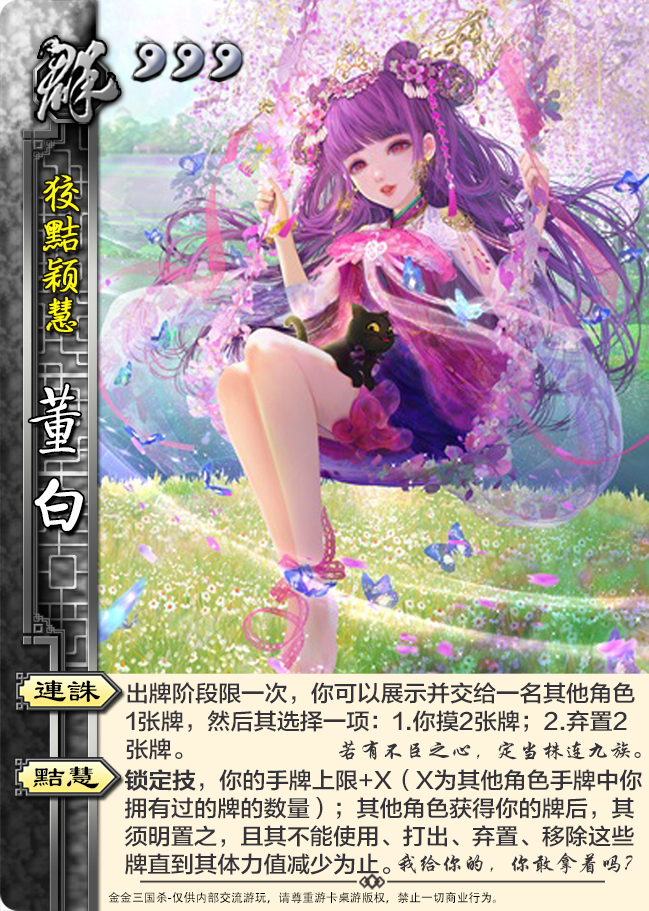 群 999
狡黠颖慧
董白
連誅
出牌阶段限一次，你可以展示并交给一名其他角色
1张牌，然后其选择一项：1.你摸2张牌；2.弃置2
张牌。 若有不臣之心，定当株连九族。
黠慧
锁定技，你的手牌上限+X（X为其他角色手牌中你
拥有过的牌的数量）；其他角色获得你的牌后，其
须明置之，且其不能使用、打出、弃置、移除这些
牌直到其体力值减少为止。我给你的，你敢拿着吗？
金金三国杀-仅供内部交流游玩，请尊重游卡桌游版权，禁止一切商业行为。